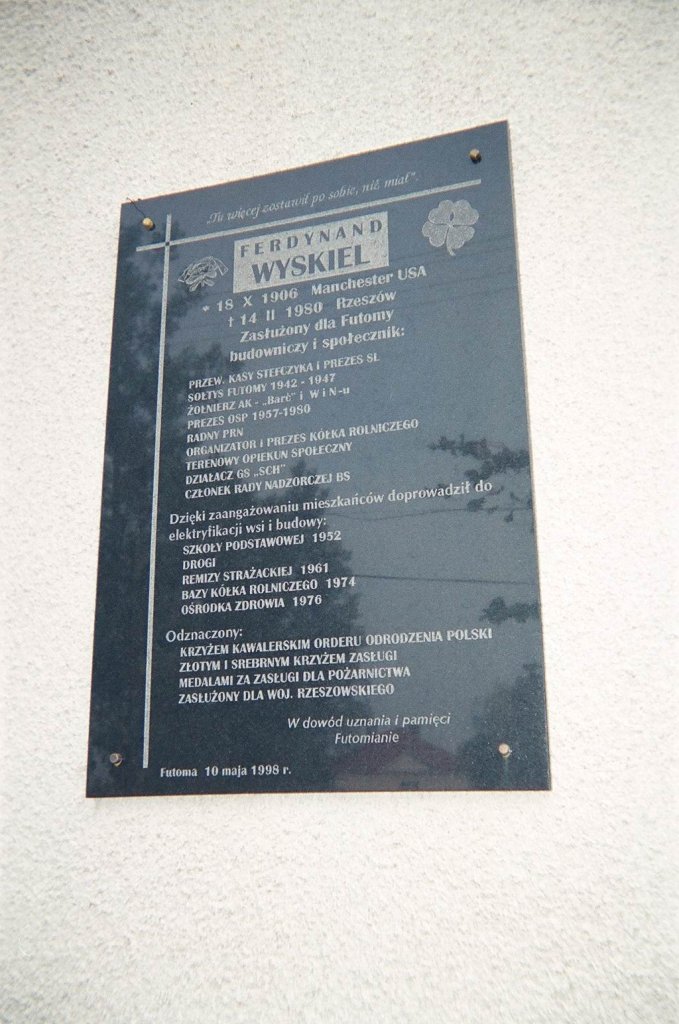 „Tu więcej zostawił po sobie, niż miał".
FERDYNAND
WYSKIEL
* 18 X 1906 Manchester USA
† 14 II 1980 Rzeszów
Zasłużony dla Futomy
budowniczy i społecznik:
PRZEW. KASY STEFCZYKA i PREZES SL
SOŁTYS FUTOMY 1942 - 1947
ŻOŁNIERZ AK - „Barć" i W i N-u
PREZES OSP 1957-1980
RADNY PRN
ORGANIZATOR i PREZES KÓŁKA ROLNICZEGO
TERENOWY OPIEKUN SPOŁECZNY
DZIAŁACZ GS „SCH"
CZŁONEK RADY NADZORCZEJ BS
Dzięki zaangażowaniu mieszkańców doprowadził do
elektryfikacji wsi i budowy:
SZKOŁY PODSTAWOWEJ 1952
DROGI
REMIZY STRAŻACKIEJ 1961
BAZY KÓŁKA ROLNICZEGO 1974
OŚRODKA ZDROWIA 1976
Odznaczony:
KRZYŻEM KAWALERSKIM ORDERU ODRODZENIA POLSKI
ZŁOTYM I SREBRNYM KRZYŻEM ZASŁUGI
MEDALAMI ZA ZASŁUGI DLA POŻARNICTWA
ZASŁUŻONY DLA WOJ. RZESZOWSKIEGO
W dowód uznania i pamięci
Futomianie
Futoma 10 maja 1998 r.